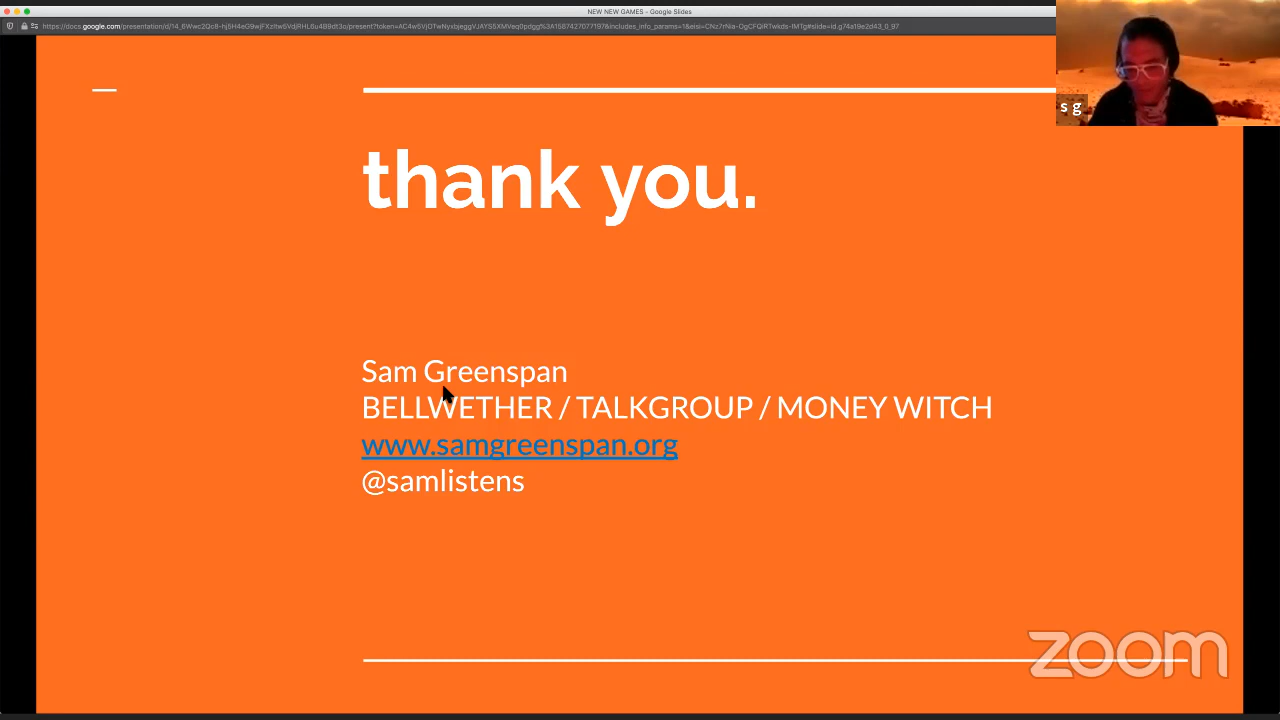 NEW NEW GAMES - Google Slides
s g
thank you.
Sam Greenspan
BELLWETHER / TALKGROUP / MONEY WITCH
www.samgreenspan.org
@samlistens
zoom